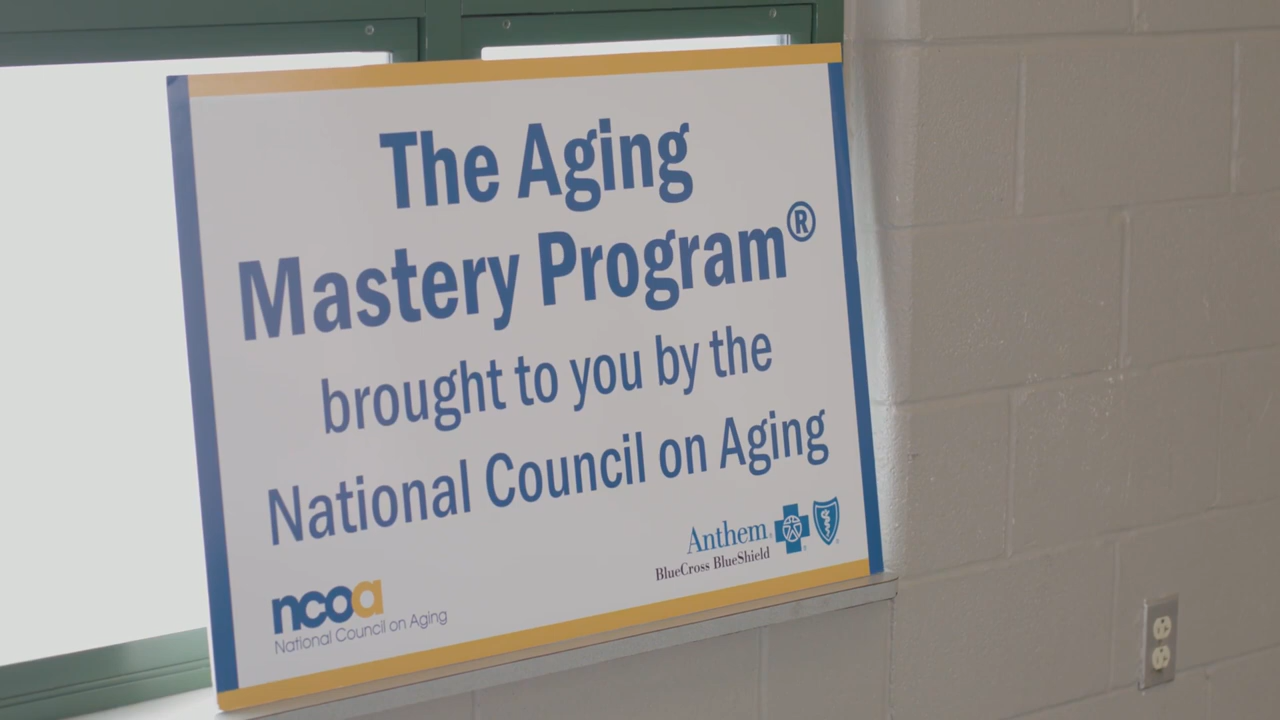 The Aging
Mastery Program®
brought to you by the
National Council on Aging
Anthem®
BlueCross BlueShield
ncoa
National Council on Aging